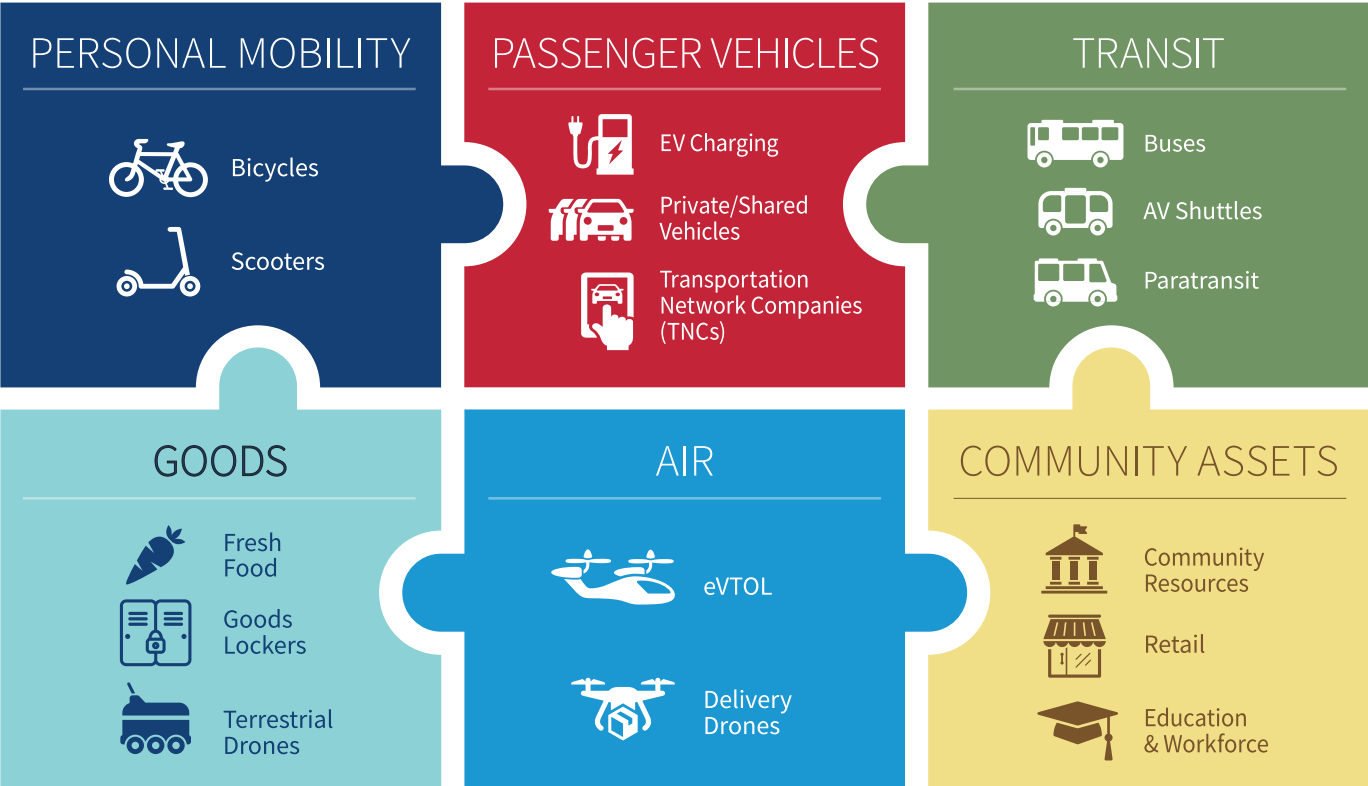 PERSONAL MOBILITY
Bicycles
Scooters
PASSENGER VEHICLES
EV Charging
Private/Shared
Vehicles
Transportation
Network Companies
(TNCs)
TRANSIT
Buses
AV Shuttles
Paratransit
GOODS
Fresh
Food
Goods
Lockers
Terrestrial
Drones
AIR
eVTOL
Delivery
Drones
COMMUNITY ASSETS
Community
Resources
Retail
Education
& Workforce